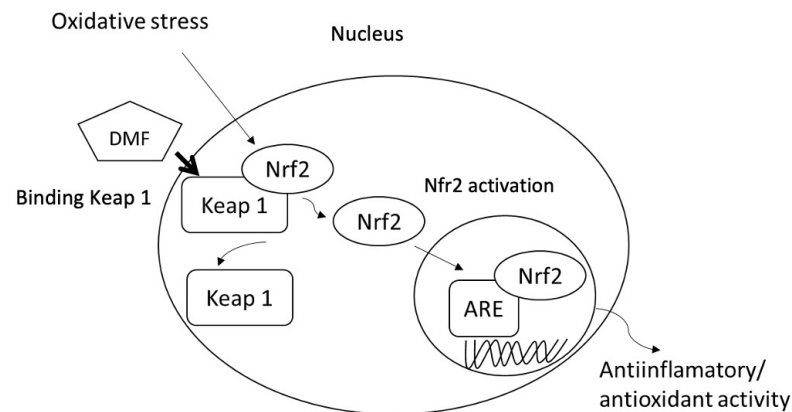 Oxidative stress
Nucleus
DMF
Nrf2
Binding Keap 1
Keap 1
Nfr2 activation
Nrf2
Nrf2
Keap 1
ARE
Antiinflamatory/
antioxidant activity